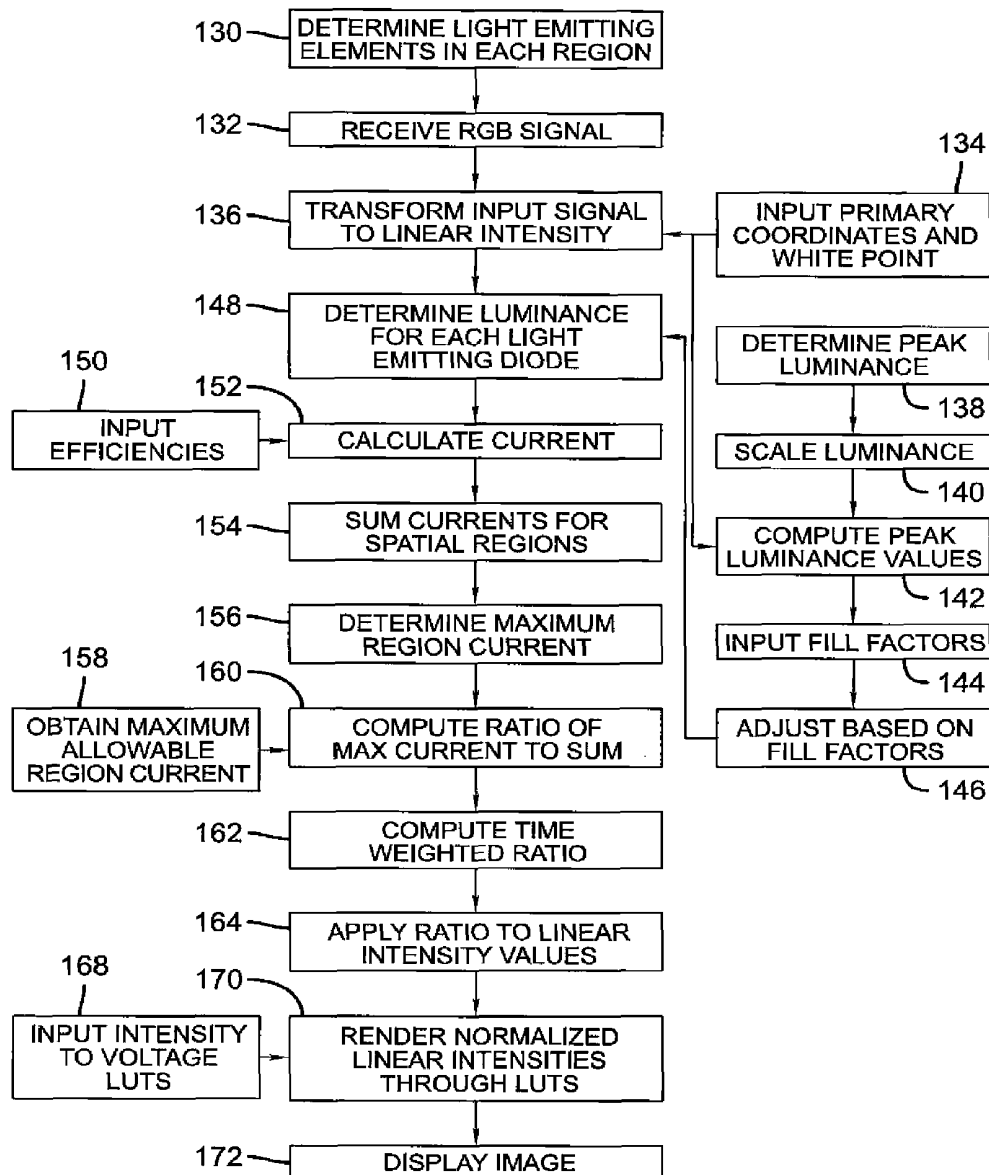 130
DETERMINE LIGHT EMITTING
ELEMENTS IN EACH REGION
132
RECEIVE RGB SIGNAL
134
INPUT PRIMARY
COORDINATES AND
WHITE POINT
136
TRANSFORM INPUT SIGNAL
TO LINEAR INTENSITY
148
DETERMINE LUMINANCE
FOR EACH LIGHT
EMITTING DIODE
DETERMINE PEAK
LUMINANCE
138
150
INPUT
EFFICIENCIES
152
CALCULATE CURRENT
SCALE LUMINANCE
140
154
SUM CURRENTS FOR
SPATIAL REGIONS
COMPUTE PEAK
LUMINANCE VALUES
142
156
DETERMINE MAXIMUM
REGION CURRENT
INPUT FILL FACTORS
144
158
OBTAIN MAXIMUM
ALLOWABLE
REGION CURRENT
160
COMPUTE RATIO OF
MAX CURRENT TO SUM
ADJUST BASED ON
FILL FACTORS
146
162
COMPUTE TIME
WEIGHTED RATIO
164
APPLY RATIO TO LINEAR
INTENSITY VALUES
168
INPUT INTENSITY
TO VOLTAGE
LUTS
170
RENDER NORMALIZED
LINEAR INTENSITIES
THROUGH LUTS
172
DISPLAY IMAGE